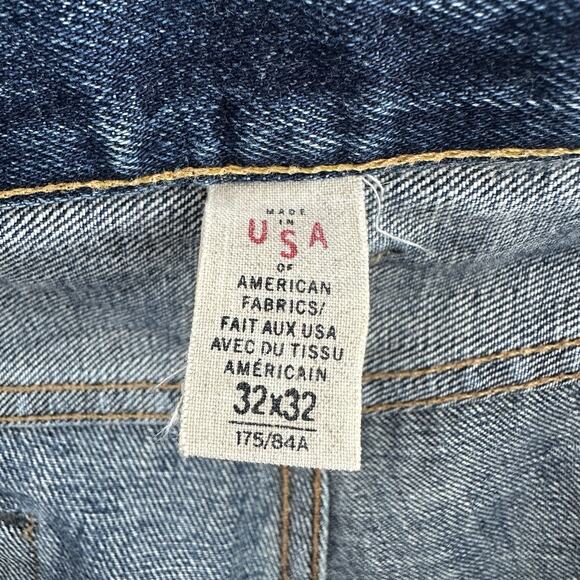 MADE
IN
USA
OF
AMERICAN
FABRICS/
FAIT AUX USA
AVEC DU TISSU
AMÉRICAIN
32x32
175/84A